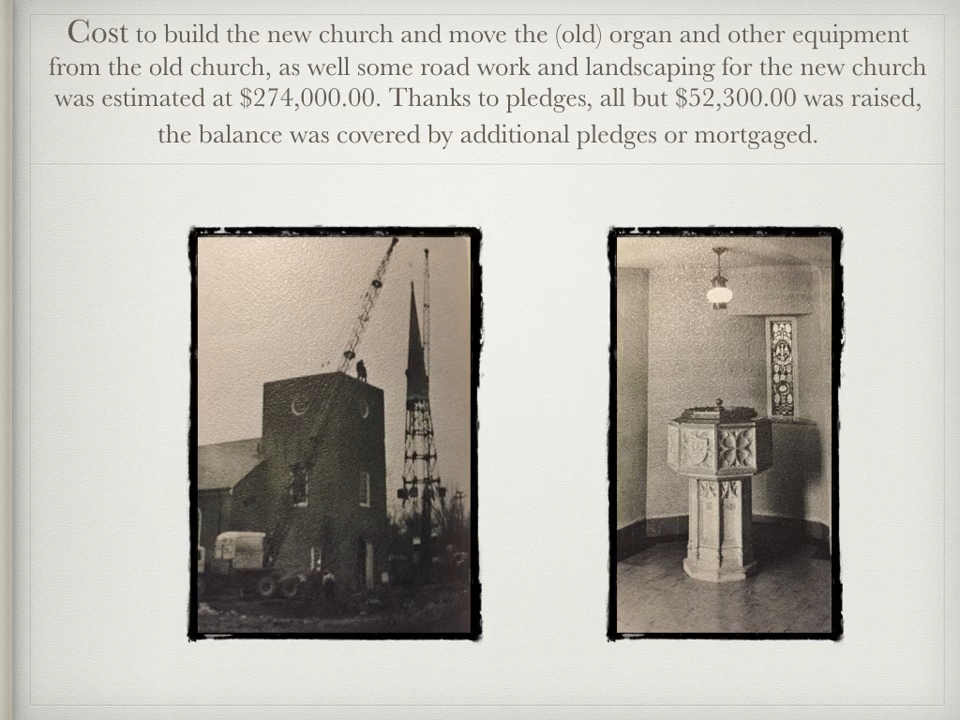 Cost to build the new church and move the (old) organ and other equipment
from the old church, as well some road work and landscaping for the new church
was estimated at $274,000.00. Thanks to pledges, all but $52,300.00 was raised,
the balance was covered by additional pledges or mortgaged.